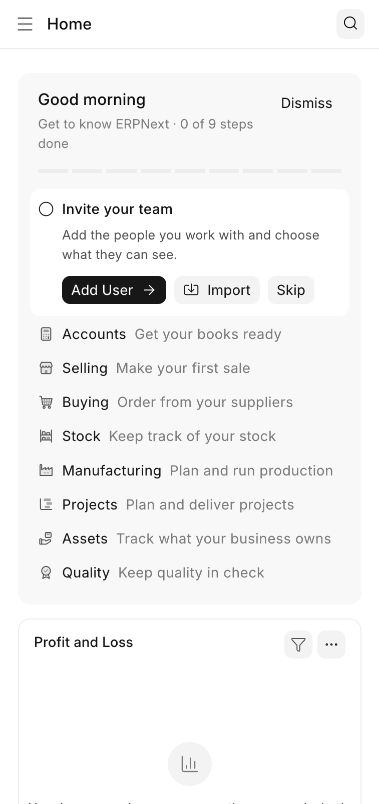 Home
Good morning
Dismiss
Get to know ERPNext · 0 of 9 steps
done
Invite your team
Add the people you work with and choose
what they can see.
Add User → Import Skip
Accounts Get your books ready
Selling Make your first sale
Buying Order from your suppliers
Stock Keep track of your stock
Manufacturing Plan and run production
Projects Plan and deliver projects
Assets Track what your business owns
Quality Keep quality in check
Profit and Loss